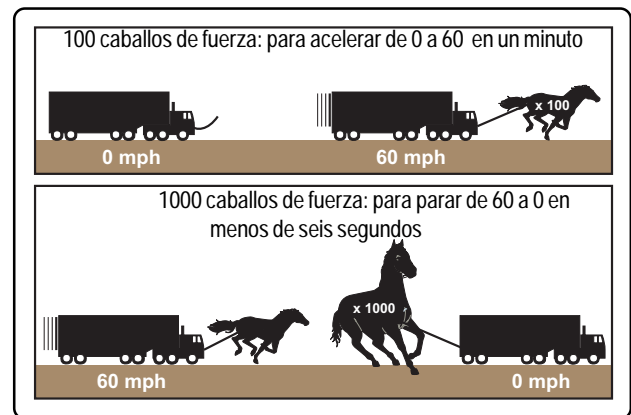 100 caballos de fuerza: para acelerar de 0 a 60 en un minuto
x 100
0 mph
60 mph
1000 caballos de fuerza: para parar de 60 a 0 en
menos de seis segundos
x 1000
60 mph
0 mph